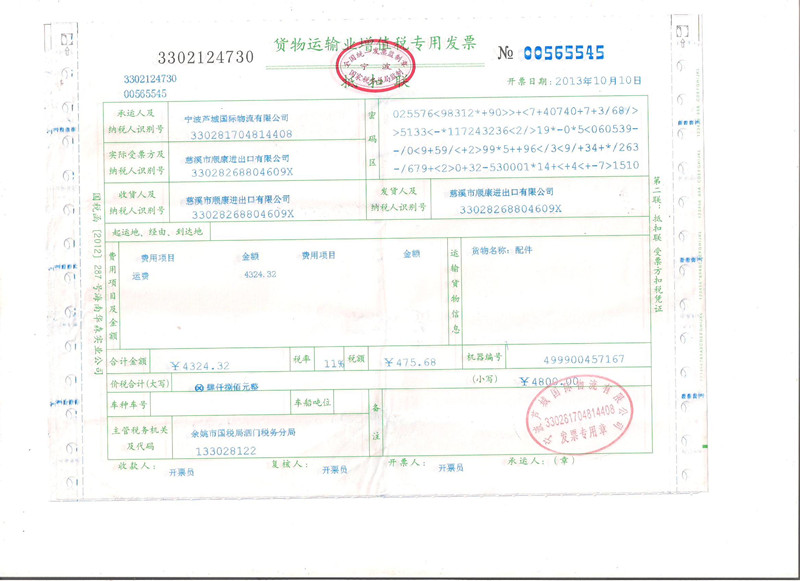 货物运输业增值税专用发票
3302124730
№ 00565545
全国统一发票监制章
宁波
国家税务局监制
抵扣联
3302124730
00565545
开票日期：2013年10月10日
承运人及
纳税人识别号
宁波芦城国际物流有限公司
330281704814408
密码区
025576<98312*+90>>+<7+40740+7+3/68/>
>5133<-*117243236<2/>19*-0*5<060539-
-/0<9+59/<+2>99*5++96</3<9/+34+*/263
/679+<2>0+32-530001*14+<+4<+-7>1510
实际受票方及
纳税人识别号
慈溪市顺康进出口有限公司
33028268804609X
收货人及
纳税人识别号
慈溪市顺康进出口有限公司
33028268804609X
发货人及
纳税人识别号
慈溪市顺康进出口有限公司
33028268804609X
起运地、经由、到达地
费用项目及金额
费用项目 金额 费用项目 金额
运费 4324.32
运输货物信息
货物名称：配件
合计金额 ￥4324.32 税率 11% 税额 ￥475.68 机器编号 499900457167
价税合计(大写) ⊗肆仟捌佰元整 (小写) ￥4800.00
车种车号 车船吨位
备注
主管税务机关
及代码
余姚市国税局泗门税务分局
133028122
330281704814408
发票专用章
收款人：开票员 复核人：开票员 开票人：开票员 承运人：（章）
国税函〔2012〕287号海南华森实业公司
第二联：抵扣联 受票方扣税凭证